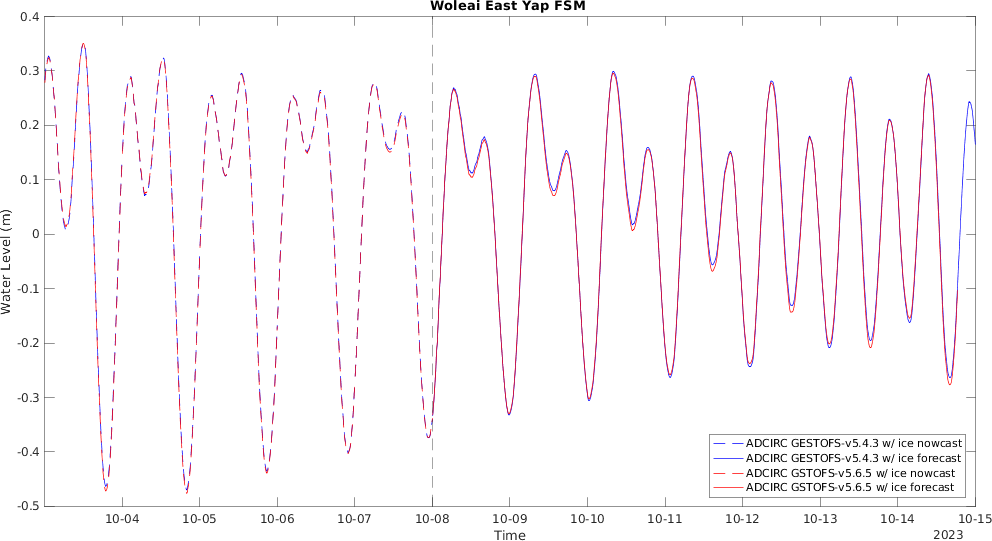 Woleai East Yap FSM
0.4
0.3
0.2
0.1
0
-0.1
-0.2
-0.3
-0.4
-0.5
Water Level (m)
ADCIRC GESTOFS-v5.4.3 w/ ice nowcast
ADCIRC GESTOFS-v5.4.3 w/ ice forecast
ADCIRC GSTOFS-v5.6.5 w/ ice nowcast
ADCIRC GSTOFS-v5.6.5 w/ ice forecast
10-04 10-05 10-06 10-07 10-08 10-09 10-10 10-11 10-12 10-13 10-14 10-15
Time
2023